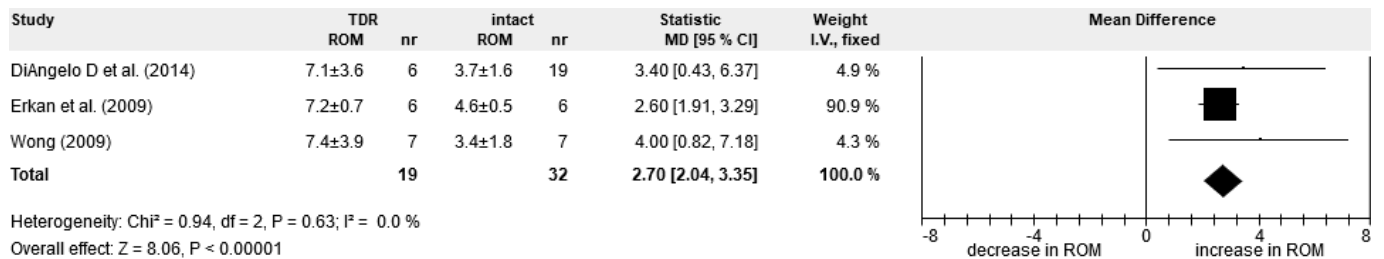 Study TDR intact Statistic Weight Mean Difference
ROM nr ROM nr MD [95 % CI] I.V., fixed
DiAngelo D et al. (2014) 7.1±3.6 6 3.7±1.6 19 3.40 [0.43, 6.37] 4.9 %
Erkan et al. (2009) 7.2±0.7 6 4.6±0.5 6 2.60 [1.91, 3.29] 90.9 %
Wong (2009) 7.4±3.9 7 3.4±1.8 7 4.00 [0.82, 7.18] 4.3 %
Total 19 32 2.70 [2.04, 3.35] 100.0 %
Heterogeneity: Chi² = 0.94, df = 2, P = 0.63; I² = 0.0 %
Overall effect: Z = 8.06, P < 0.00001
-8 -4 0 4 8
decrease in ROM increase in ROM